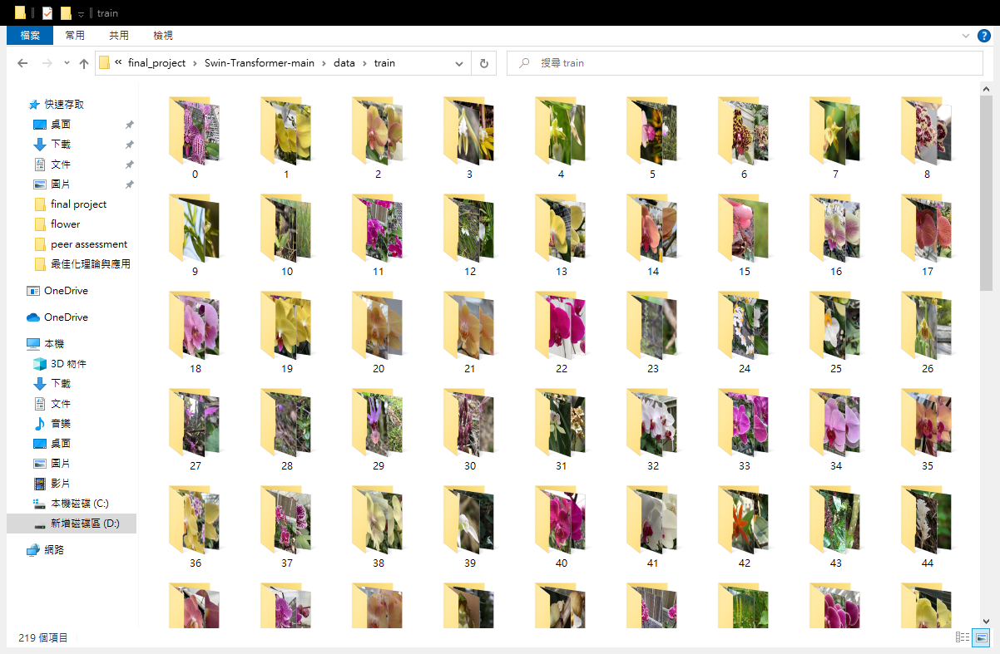 train
檔案 常用 共用 檢視
« final_project › Swin-Transformer-main › data › train
搜尋 train
快速存取
桌面
下載
文件
圖片
final project
flower
peer assessment
最佳化理論與應用
OneDrive
OneDrive
本機
3D 物件
下載
文件
音樂
桌面
圖片
影片
本機磁碟 (C:)
新增磁碟區 (D:)
網路
0 1 2 3 4 5 6 7 8
9 10 11 12 13 14 15 16 17
18 19 20 21 22 23 24 25 26
27 28 29 30 31 32 33 34 35
36 37 38 39 40 41 42 43 44
219 個項目